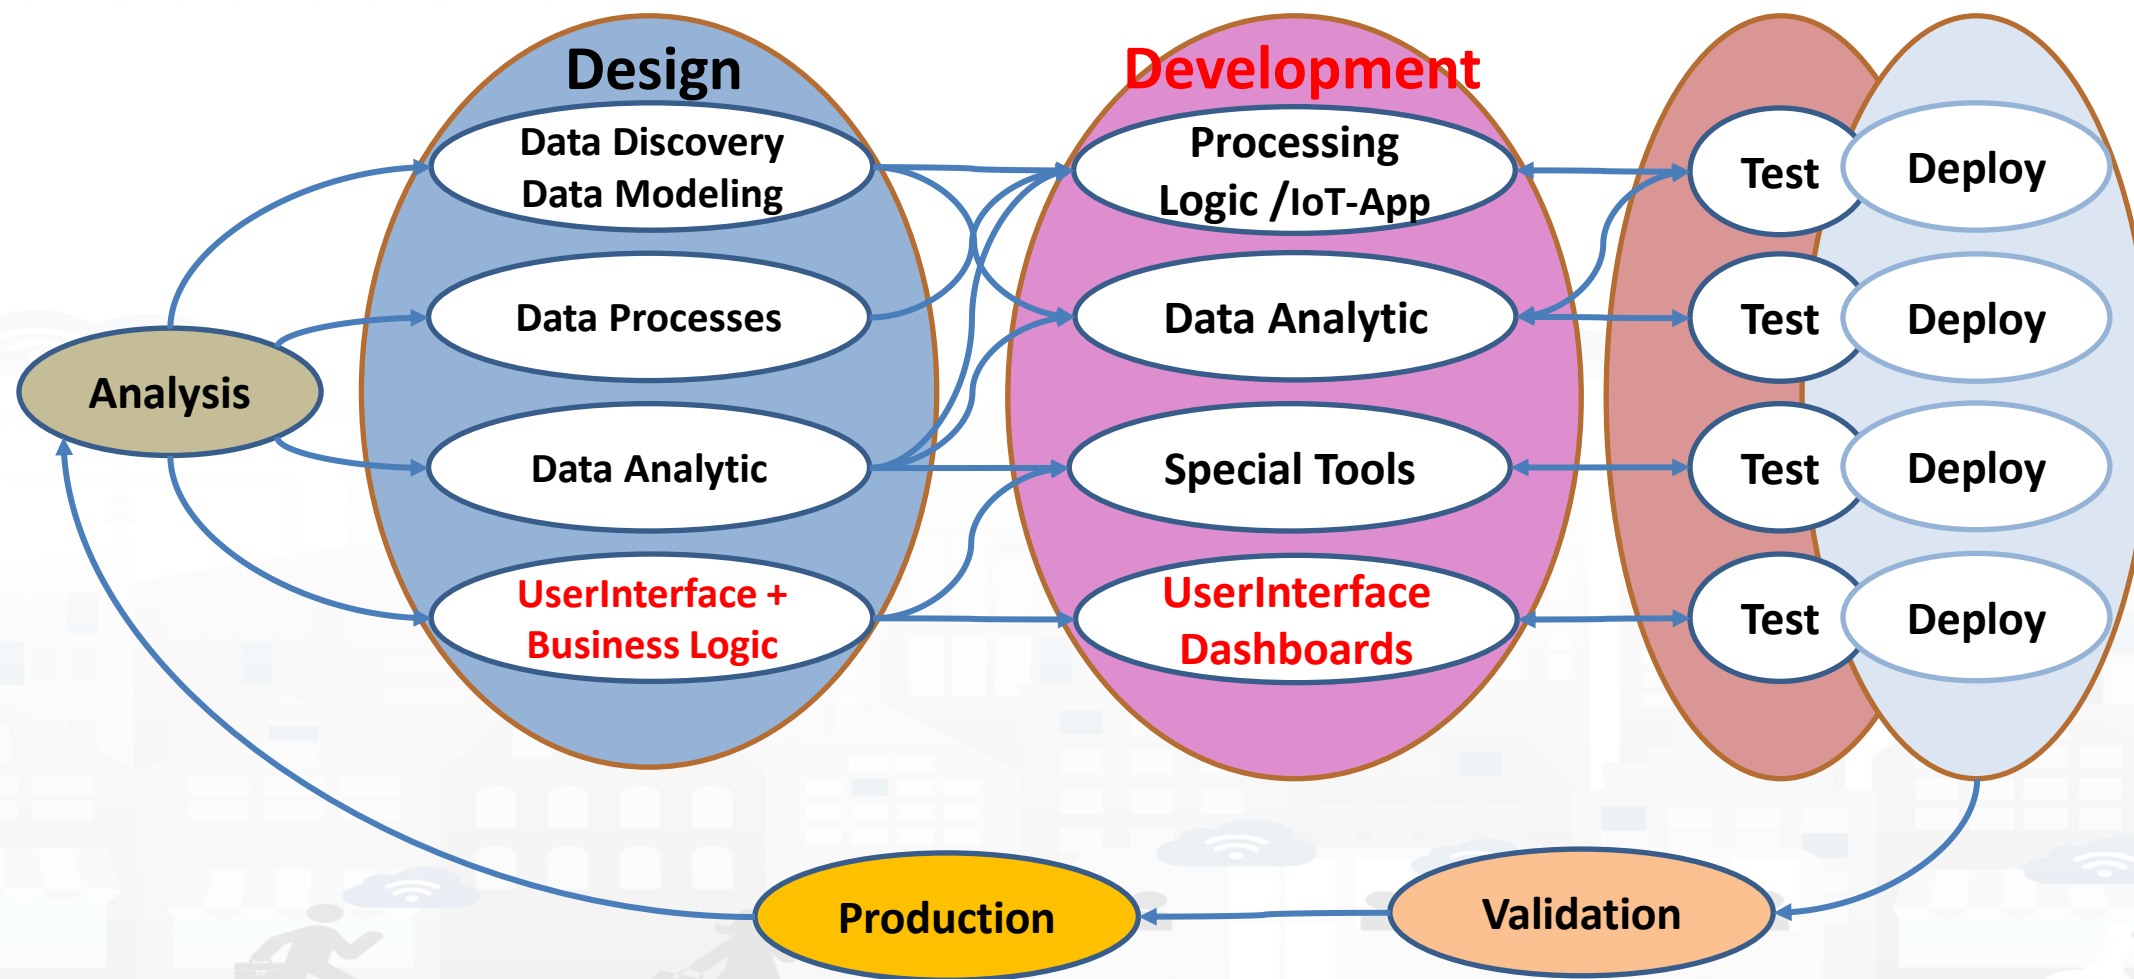 Design
Development
Data Discovery
Data Modeling
Processing
Logic /IoT-App
Test
Deploy
Data Processes
Data Analytic
Test
Deploy
Analysis
Data Analytic
Special Tools
Test
Deploy
UserInterface +
Business Logic
UserInterface
Dashboards
Test
Deploy
Production
Validation